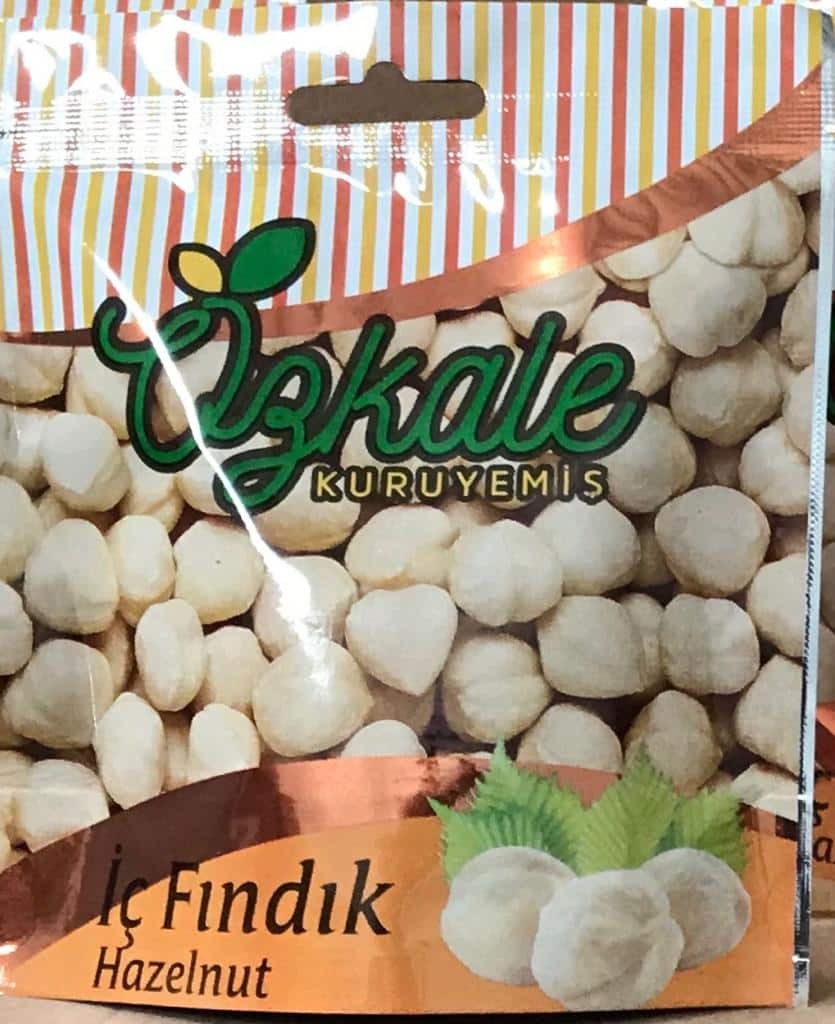 Özkale
KURUYEMİŞ
İç Fındık
Hazelnut